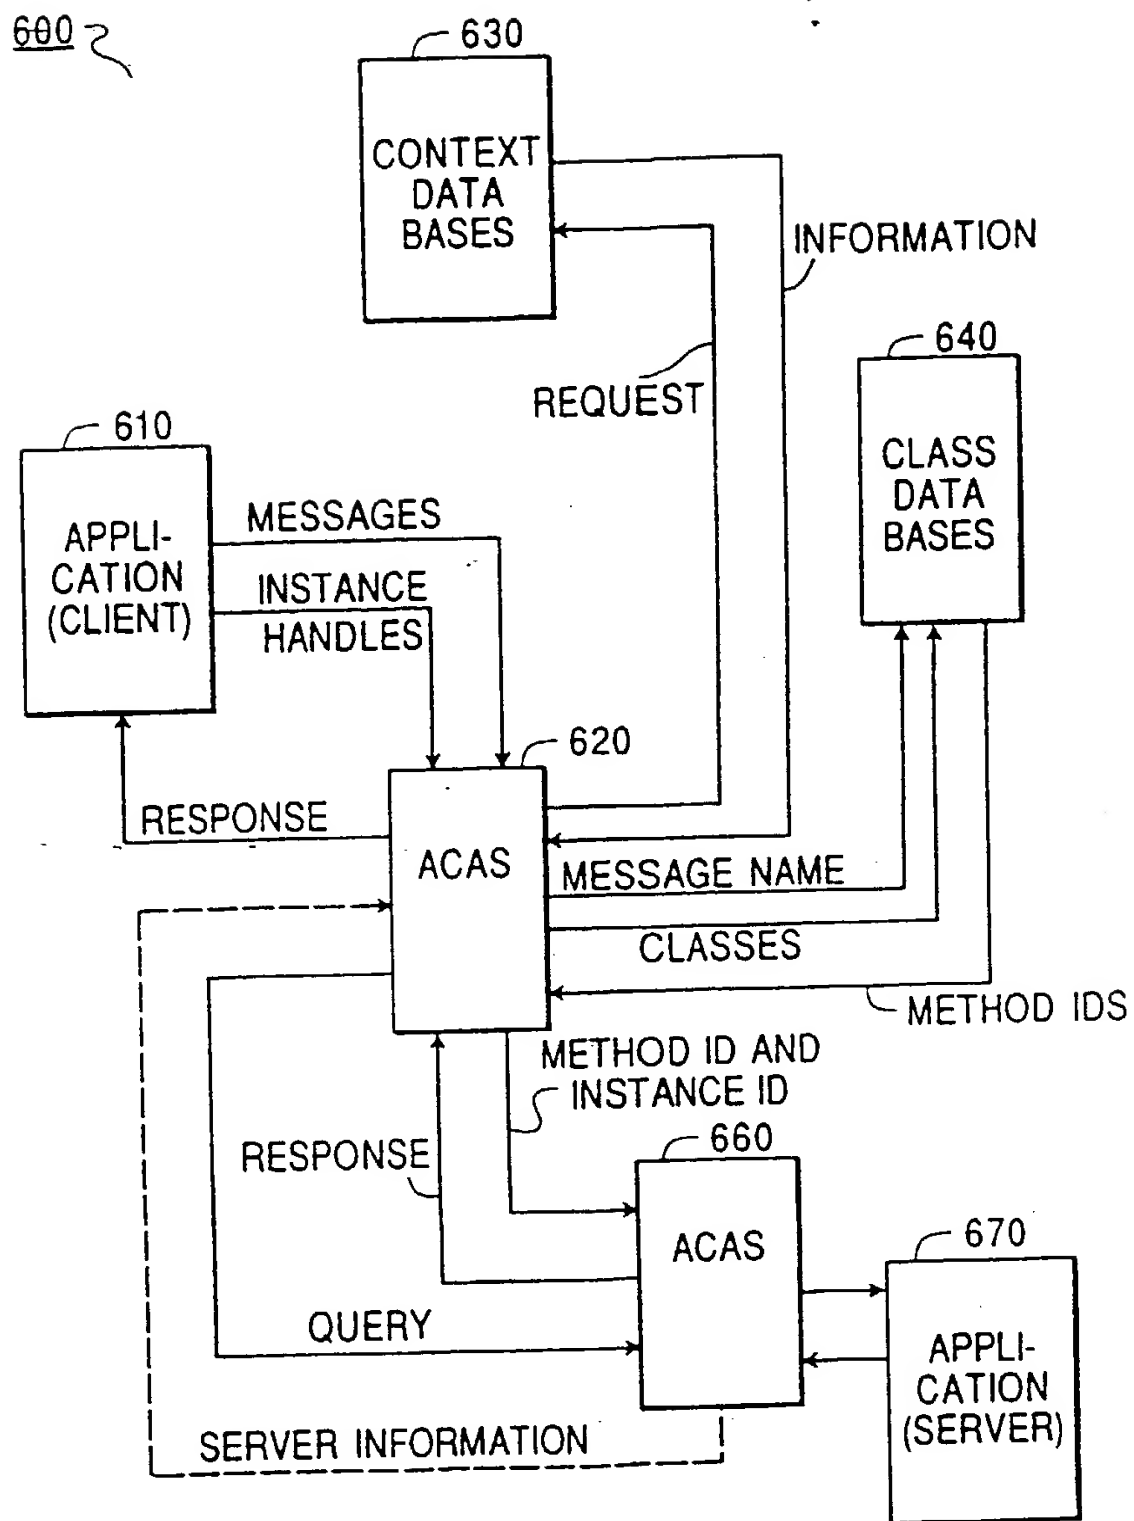 600
630
CONTEXT
DATA
BASES
INFORMATION
640
REQUEST
CLASS
DATA
BASES
610
APPLI-
CATION
(CLIENT)
MESSAGES
INSTANCE
HANDLES
620
RESPONSE
ACAS
MESSAGE NAME
CLASSES
METHOD IDS
METHOD ID AND
INSTANCE ID
RESPONSE
660
ACAS
670
QUERY
APPLI-
CATION
(SERVER)
SERVER INFORMATION